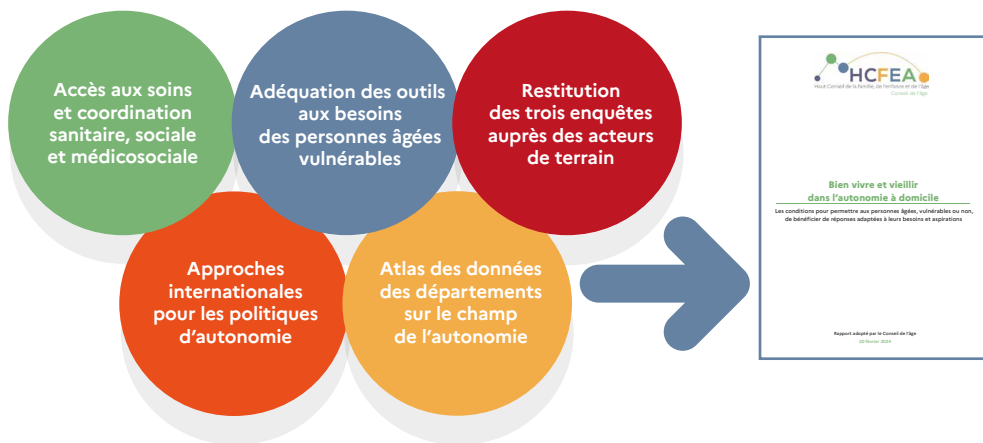 Accès aux soins
et coordination
sanitaire, sociale
et médicosociale
Adéquation des outils
aux besoins
des personnes âgées
vulnérables
Restitution
des trois enquêtes
auprès des acteurs
de terrain
Approches
internationales
pour les politiques
d’autonomie
Atlas des données
des départements
sur le champ
de l’autonomie
HCFEA
Haut Conseil de la famille, de l’enfance et de l’âge
Conseil de l’âge
Bien vivre et vieillir
dans l’autonomie à domicile
Les conditions pour permettre aux personnes âgées, vulnérables ou non,
de bénéficier de réponses adaptées à leurs besoins et aspirations
Rapport adopté par le Conseil de l’âge
20 février 2024